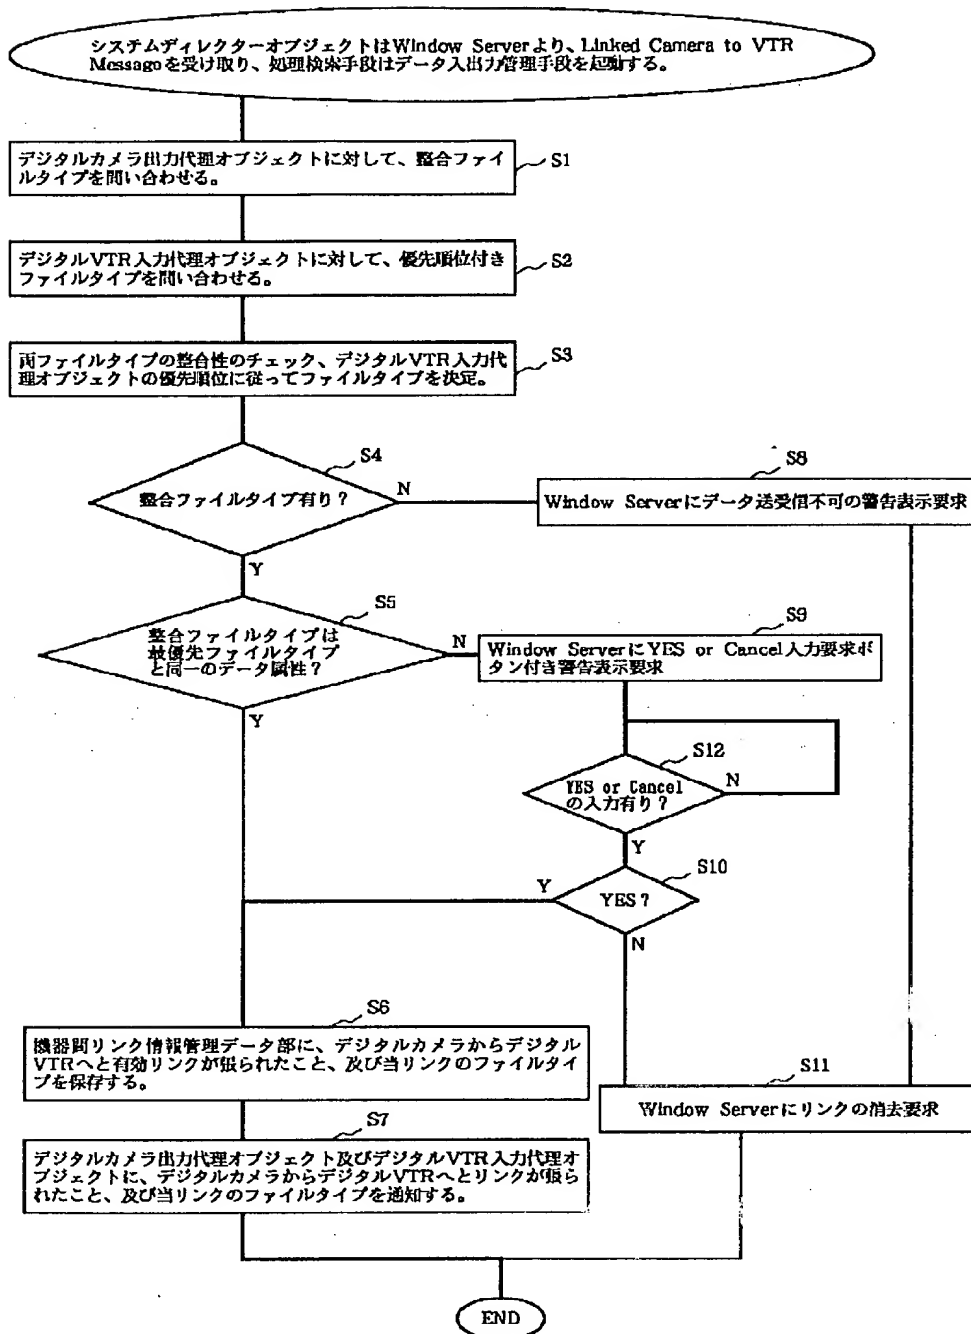 システムディレクターオブジェクトはWindow Serverより、Linked Camera to VTR
Messageを受け取り、処理検索手段はデータ入出力管理手段を起動する。
デジタルカメラ出力代理オブジェクトに対して、整合ファイ
ルタイプを問い合わせる。
S1
デジタルVTR入力代理オブジェクトに対して、優先順位付き
ファイルタイプを問い合わせる。
S2
両ファイルタイプの整合性のチェック、デジタルVTR入力代
理オブジェクトの優先順位に従ってファイルタイプを決定。
S3
S4
整合ファイルタイプ有り？
N
Y
S8
Window Serverにデータ送受信不可の警告表示要求
S5
整合ファイルタイプは
最優先ファイルタイプ
と同一のデータ属性？
N
Y
S9
Window ServerにYES or Cancel入力要求ボ
タン付き警告表示要求
S12
YES or Cancel
の入力有り？
N
Y
S10
YES？
Y
N
S6
機器間リンク情報管理データ部に、デジタルカメラからデジタル
VTRへと有効リンクが張られたこと、及び当リンクのファイルタイ
プを保存する。
S11
Window Serverにリンクの消去要求
S7
デジタルカメラ出力代理オブジェクト及びデジタルVTR入力代理オ
ブジェクトに、デジタルカメラからデジタルVTRへとリンクが張ら
れたこと、及び当リンクのファイルタイプを通知する。
END